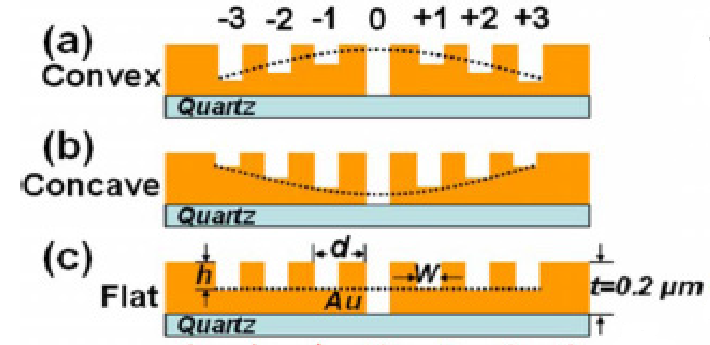 -3 -2 -1 0 +1 +2 +3
(a)
Convex
Quartz
(b)
Concave
Quartz
(c)
d
h
W
t=0.2 μm
Flat
Au
Quartz